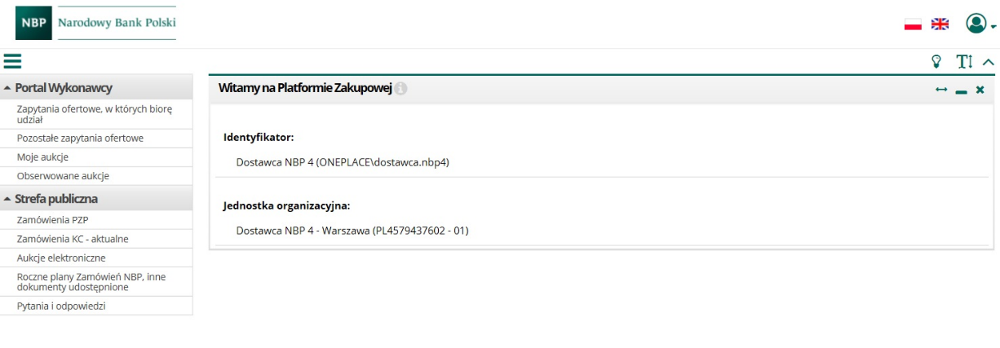 NBP Narodowy Bank Polski
Portal Wykonawcy
Zapytania ofertowe, w których biorę
udział
Pozostałe zapytania ofertowe
Moje aukcje
Obserwowane aukcje
Strefa publiczna
Zamówienia PZP
Zamówienia KC - aktualne
Aukcje elektroniczne
Roczne plany Zamówień NBP, inne
dokumenty udostępnione
Pytania i odpowiedzi
Witamy na Platformie Zakupowej
Identyfikator:
Dostawca NBP 4 (ONEPLACE\dostawca.nbp4)
Jednostka organizacyjna:
Dostawca NBP 4 - Warszawa (PL4579437602 - 01)